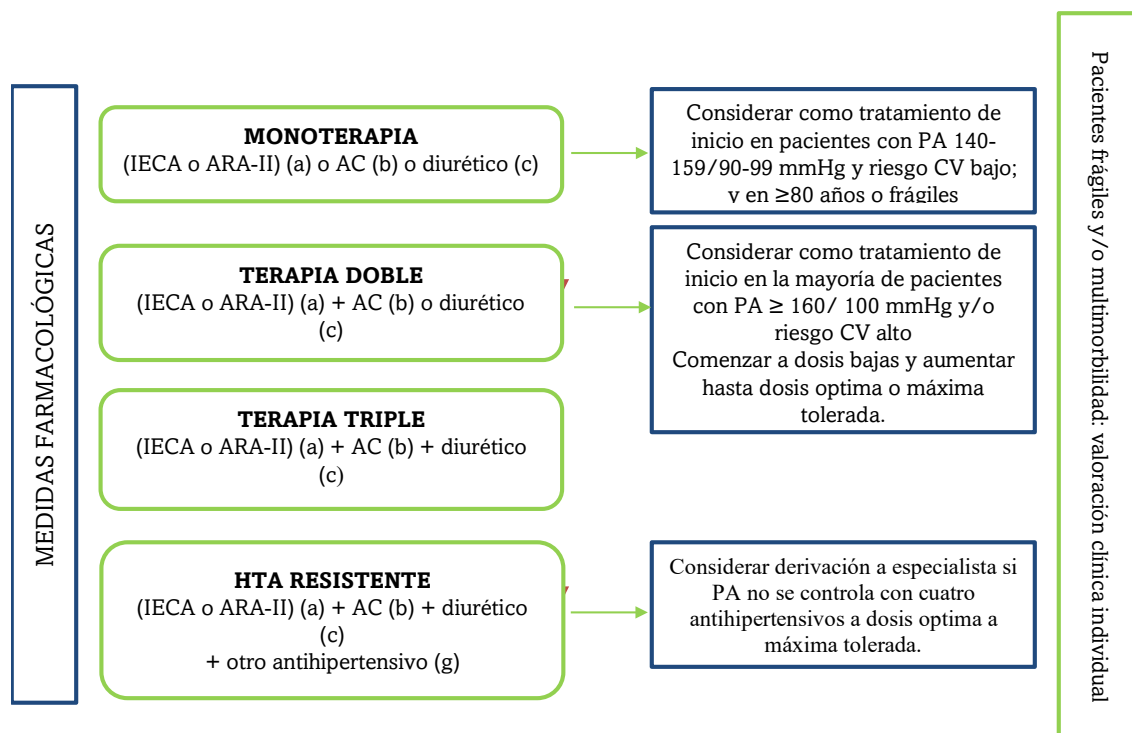 MEDIDAS FARMACOLÓGICAS
MONOTERAPIA
(IECA o ARA-II) (a) o AC (b) o diurético (c)
Considerar como tratamiento de
inicio en pacientes con PA 140-
159/90-99 mmHg y riesgo CV bajo;
y en ≥80 años o frágiles
TERAPIA DOBLE
(IECA o ARA-II) (a) + AC (b) o diurético
(c)
Considerar como tratamiento de
inicio en la mayoría de pacientes
con PA ≥ 160/ 100 mmHg y/o
riesgo CV alto
Comenzar a dosis bajas y aumentar
hasta dosis optima o máxima
tolerada.
TERAPIA TRIPLE
(IECA o ARA-II) (a) + AC (b) + diurético
(c)
HTA RESISTENTE
(IECA o ARA-II) (a) + AC (b) + diurético
(c)
+ otro antihipertensivo (g)
Considerar derivación a especialista si
PA no se controla con cuatro
antihipertensivos a dosis optima a
máxima tolerada.
Pacientes frágiles y/o multimorbilidad: valoración clínica individual